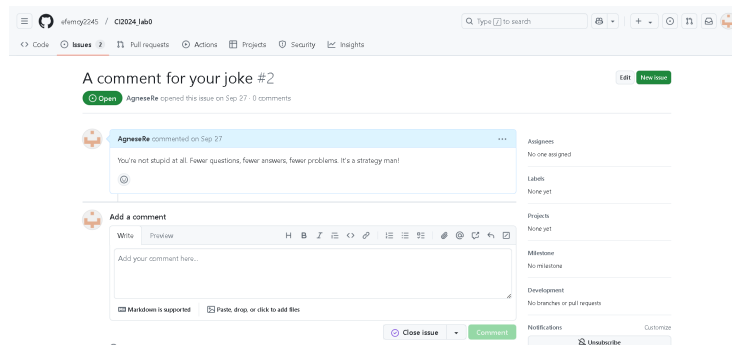 efemcy2245 / CI2024_lab0
Type / to search
Code
Issues 2
Pull requests
Actions
Projects
Security
Insights
A comment for your joke #2
Edit
New issue
Open
AgneseRe opened this issue on Sep 27 · 0 comments
AgneseRe commented on Sep 27
You're not stupid at all. Fewer questions, fewer answers, fewer problems. It's a strategy man!
Add a comment
Write
Preview
Add your comment here...
Markdown is supported
Paste, drop, or click to add files
Close issue
Comment
Assignees
No one assigned
Labels
None yet
Projects
None yet
Milestone
No milestone
Development
No branches or pull requests
Notifications
Customize
Unsubscribe